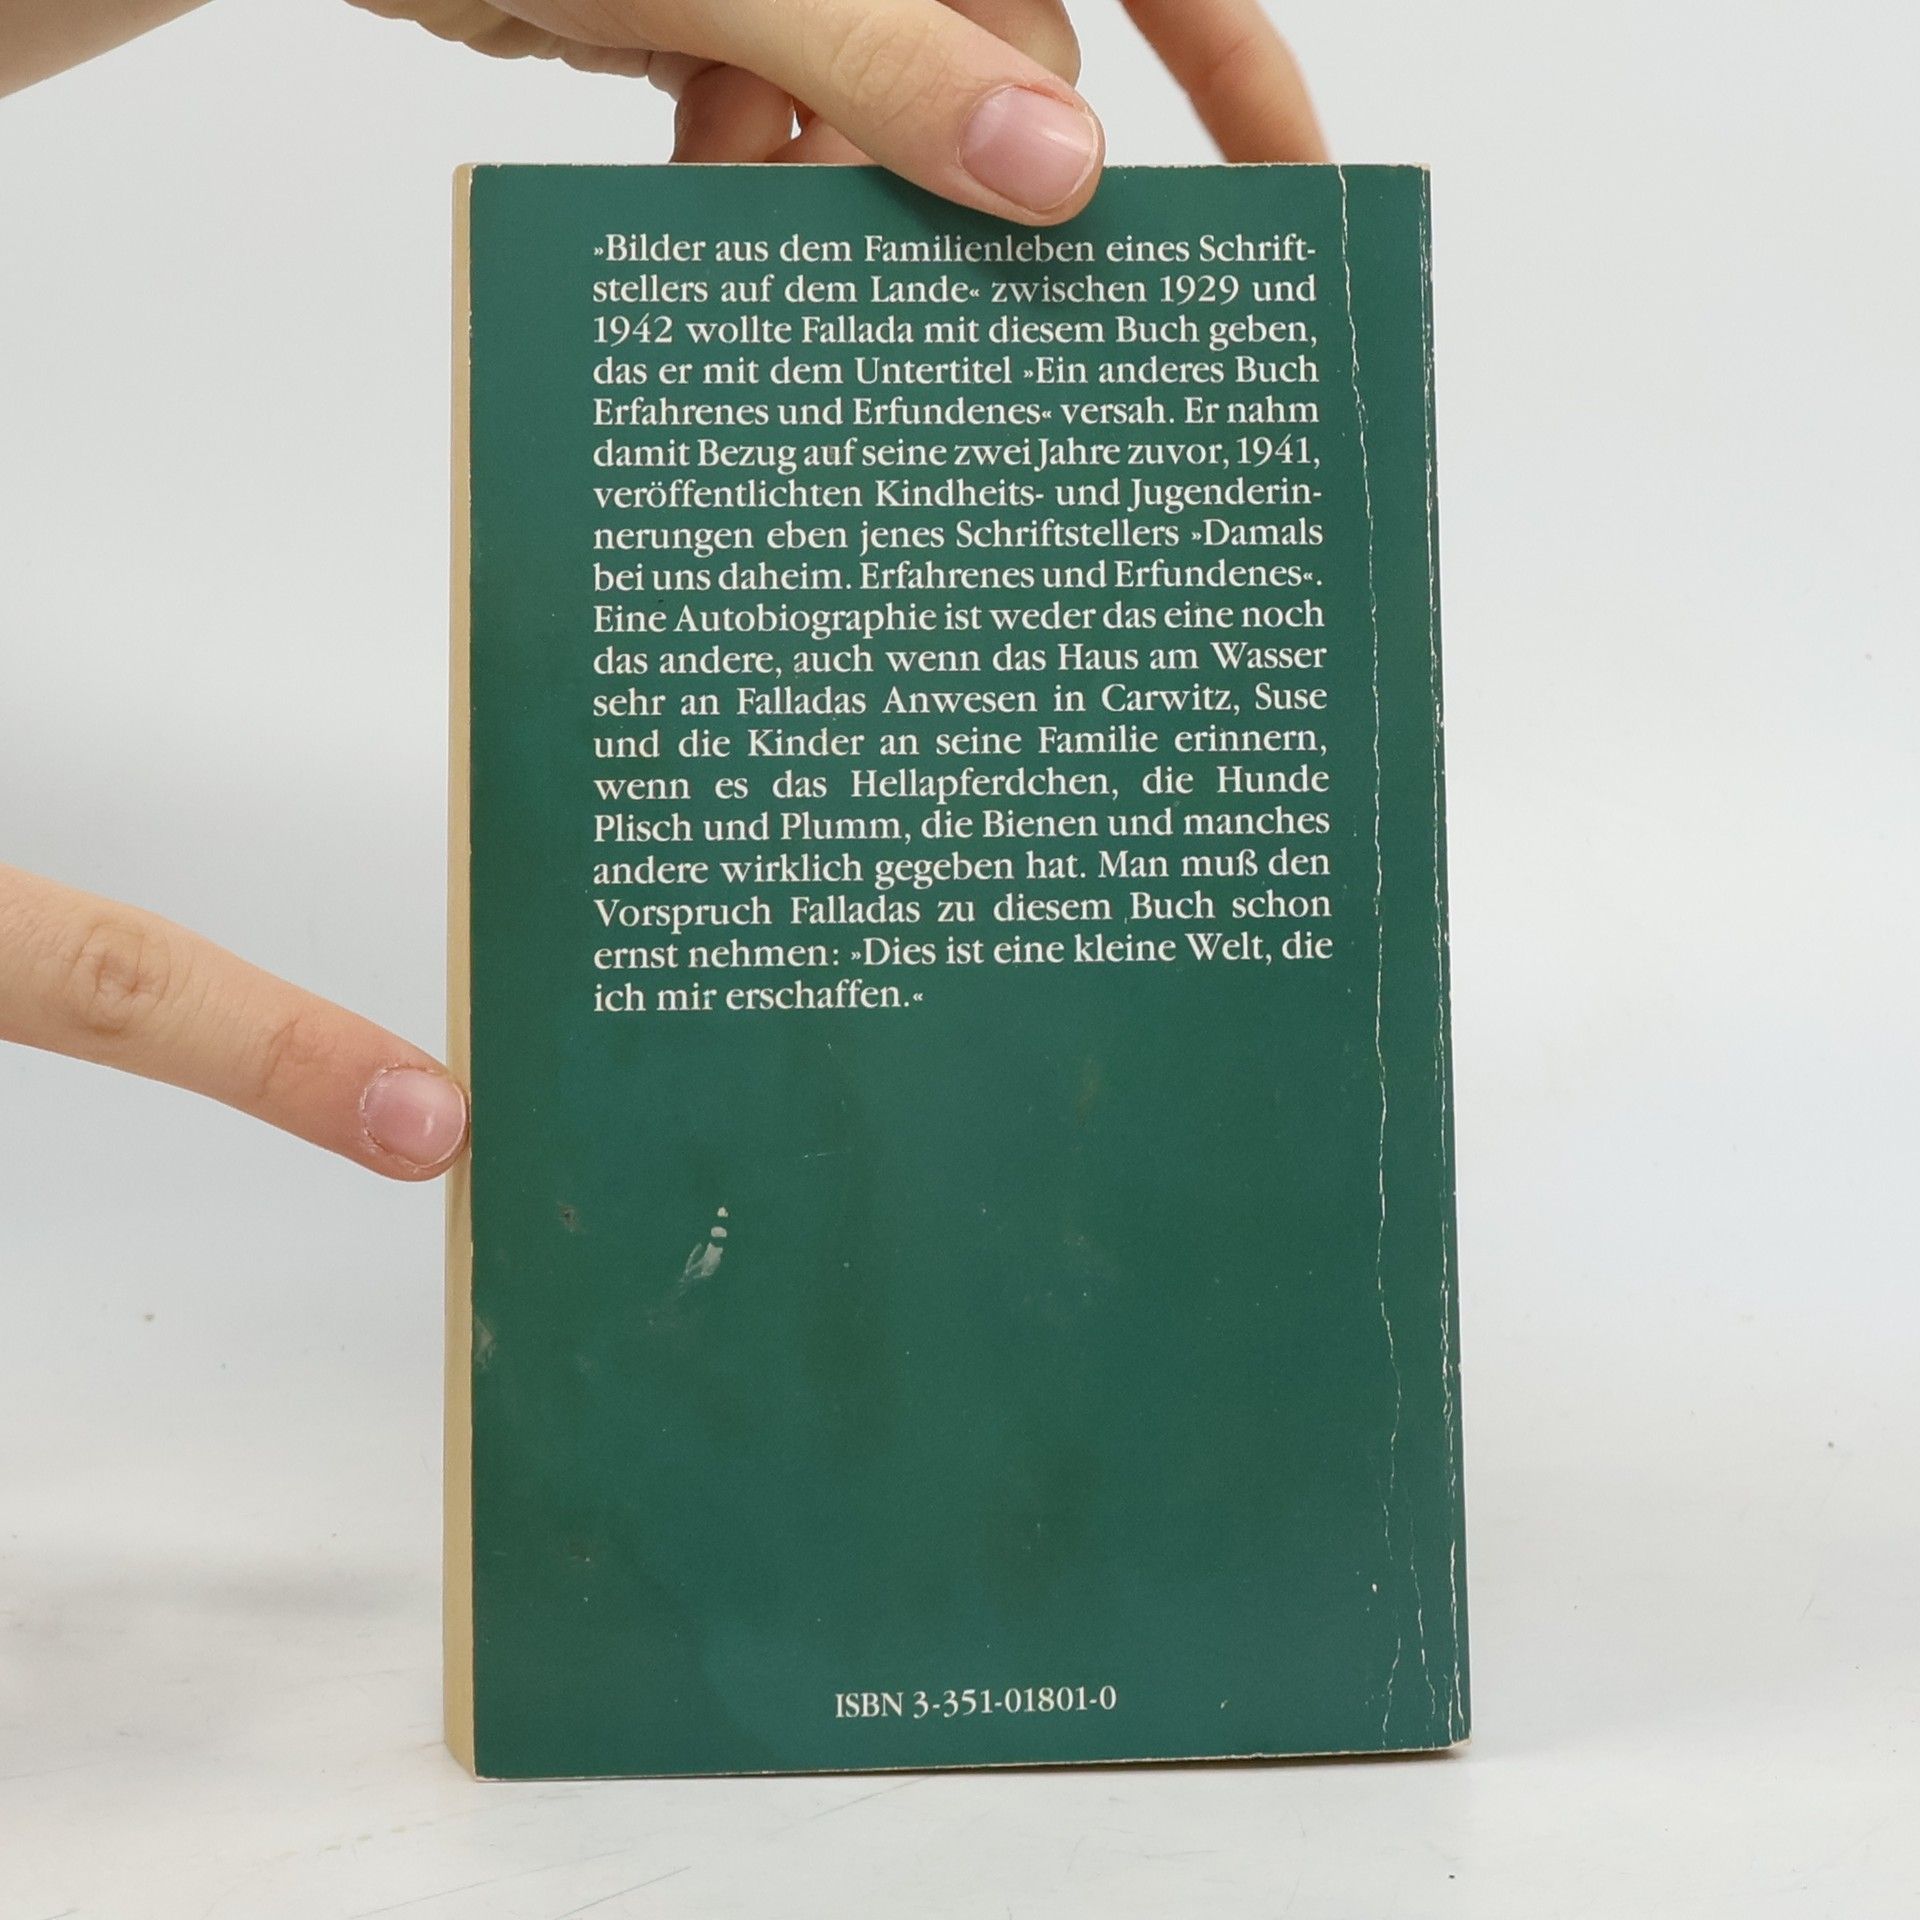 »Bilder aus dem Familienleben eines Schrift-
stellers auf dem Lande« zwischen 1929 und
1942 wollte Fallada mit diesem Buch geben,
das er mit dem Untertitel »Ein anderes Buch
Erfahrenes und Erfundenes« versah. Er nahm
damit Bezug auf seine zwei Jahre zuvor, 1941,
veröffentlichten Kindheits- und Jugenderin-
nerungen eben jenes Schriftstellers »Damals
bei uns daheim. Erfahrenes und Erfundenes«.
Eine Autobiographie ist weder das eine noch
das andere, auch wenn das Haus am Wasser
sehr an Falladas Anwesen in Carwitz, Suse
und die Kinder an seine Familie erinnern,
wenn es das Hellapferdchen, die Hunde
Plisch und Plumm, die Bienen und manches
andere wirklich gegeben hat. Man muß den
Vorspruch Falladas zu diesem Buch schon
ernst nehmen: »Dies ist eine kleine Welt, die
ich mir erschaffen.«
ISBN 3-351-01801-0